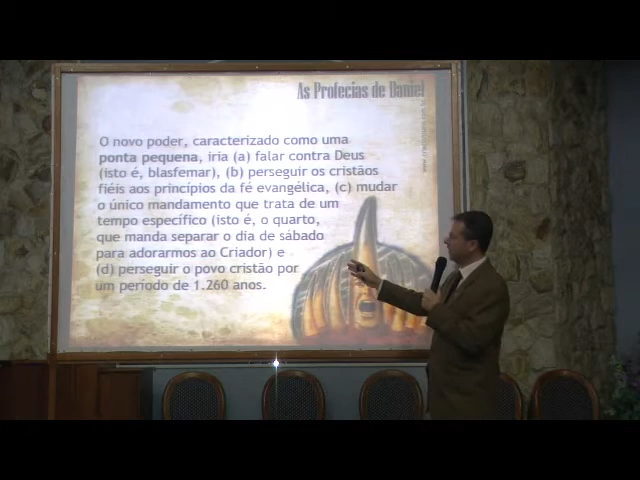 As Profecias de Daniel
O novo poder, caracterizado como uma
ponta pequena, iria (a) falar contra Deus
(isto é, blasfemar), (b) perseguir os cristãos
fiéis aos princípios da fé evangélica, (c) mudar
o único mandamento que trata de um
tempo específico (isto é, o quarto,
que manda separar o dia de sábado
para adorarmos ao Criador) e
(d) perseguir o povo cristão por
um período de 1.260 anos.